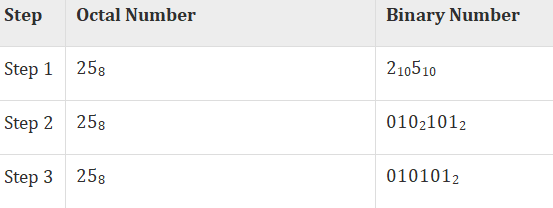 Step Octal Number Binary Number
Step 1 25₈ 2₁₀5₁₀
Step 2 25₈ 010₂101₂
Step 3 25₈ 010101₂